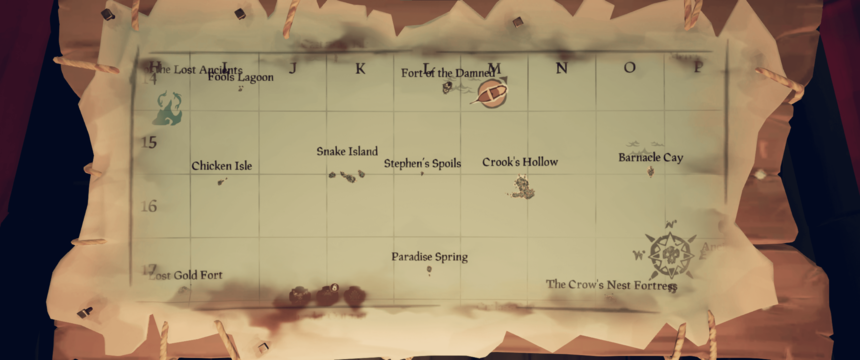 H I J K L M N O P
The Lost Ancients
Fools Lagoon
Fort of the Damned
14
15
Snake Island
Crook's Hollow
Barnacle Cay
Chicken Isle
Stephen's Spoils
16
N
W
Paradise Spring
17
Lost Gold Fort
The Crow's Nest Fortress